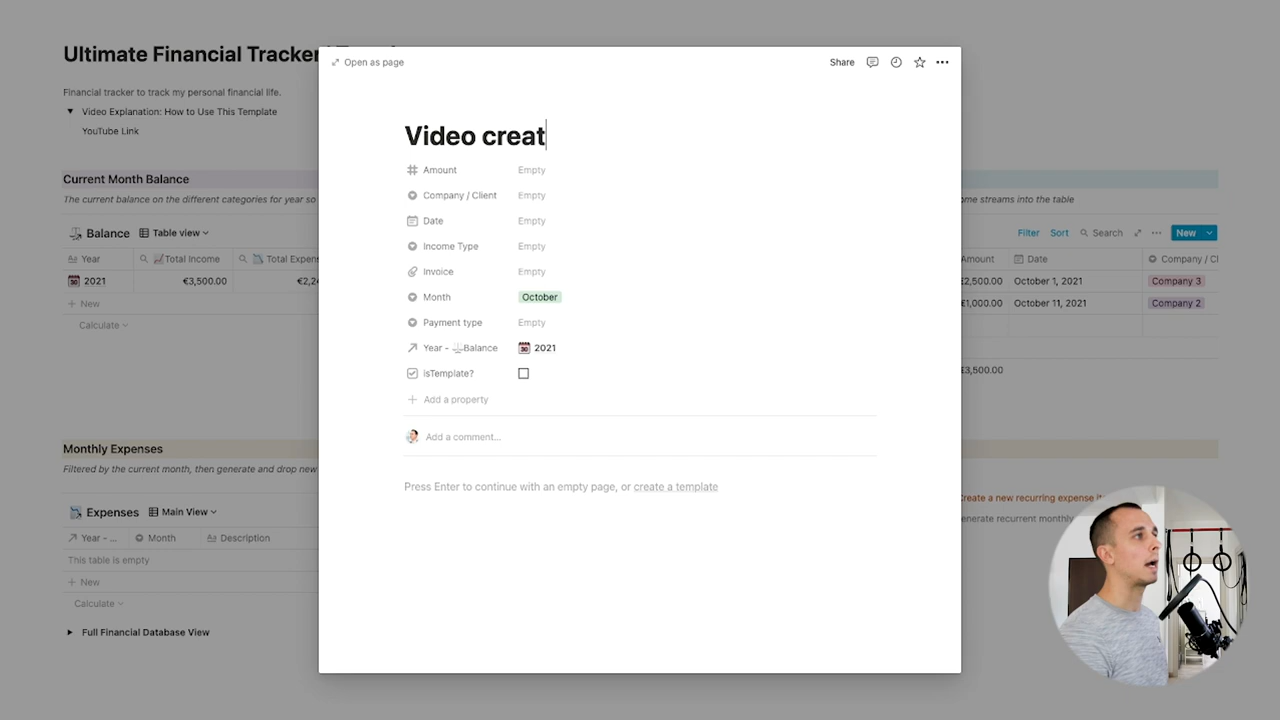 Ultimate Financial Tracker
Financial tracker to track my personal financial life.
Video Explanation: How to Use This Template
YouTube Link
Current Month Balance
The current balance on the different categories for year so
Balance Table view
Year Total Income Total Expens
2021 €3,500.00 €2,24
New
Calculate
Monthly Expenses
Filtered by the current month, then generate and drop new
Expenses Main View
Year - ... Month Description
This table is empty
New
Calculate
Full Financial Database View
Open as page
Share
Video creat
Amount Empty
Company / Client Empty
Date Empty
Income Type Empty
Invoice Empty
Month October
Payment type Empty
Year - Balance 2021
isTemplate?
Add a property
Add a comment...
Press Enter to continue with an empty page, or create a template
ome streams into the table
Filter Sort Search New
Amount Date Company / Cl
€2,500.00 October 1, 2021 Company 3
€1,000.00 October 11, 2021 Company 2
€3,500.00
Create a new recurring expense
enerate recurrent monthly